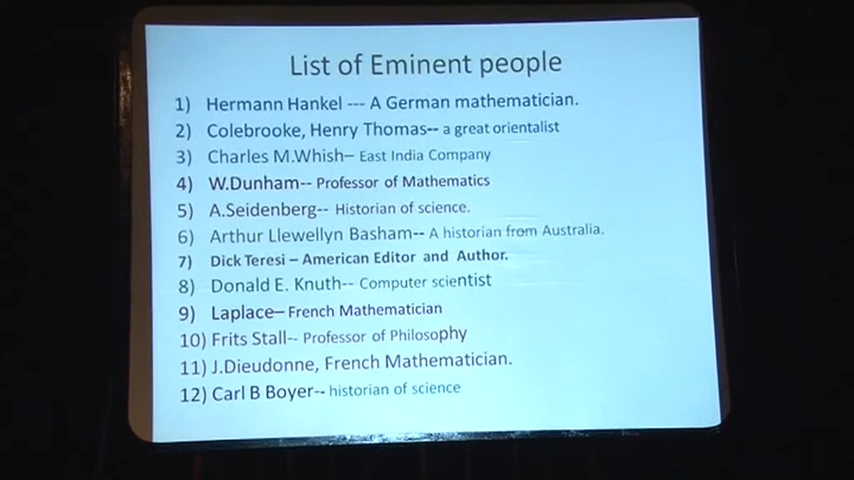 List of Eminent people
1) Hermann Hankel --- A German mathematician.
2) Colebrooke, Henry Thomas-- a great orientalist
3) Charles M.Whish– East India Company
4) W.Dunham-- Professor of Mathematics
5) A.Seidenberg-- Historian of science.
6) Arthur Llewellyn Basham-- A historian from Australia.
7) Dick Teresi – American Editor and Author.
8) Donald E. Knuth-- Computer scientist
9) Laplace– French Mathematician
10) Frits Stall-- Professor of Philosophy
11) J.Dieudonne, French Mathematician.
12) Carl B Boyer-- historian of science